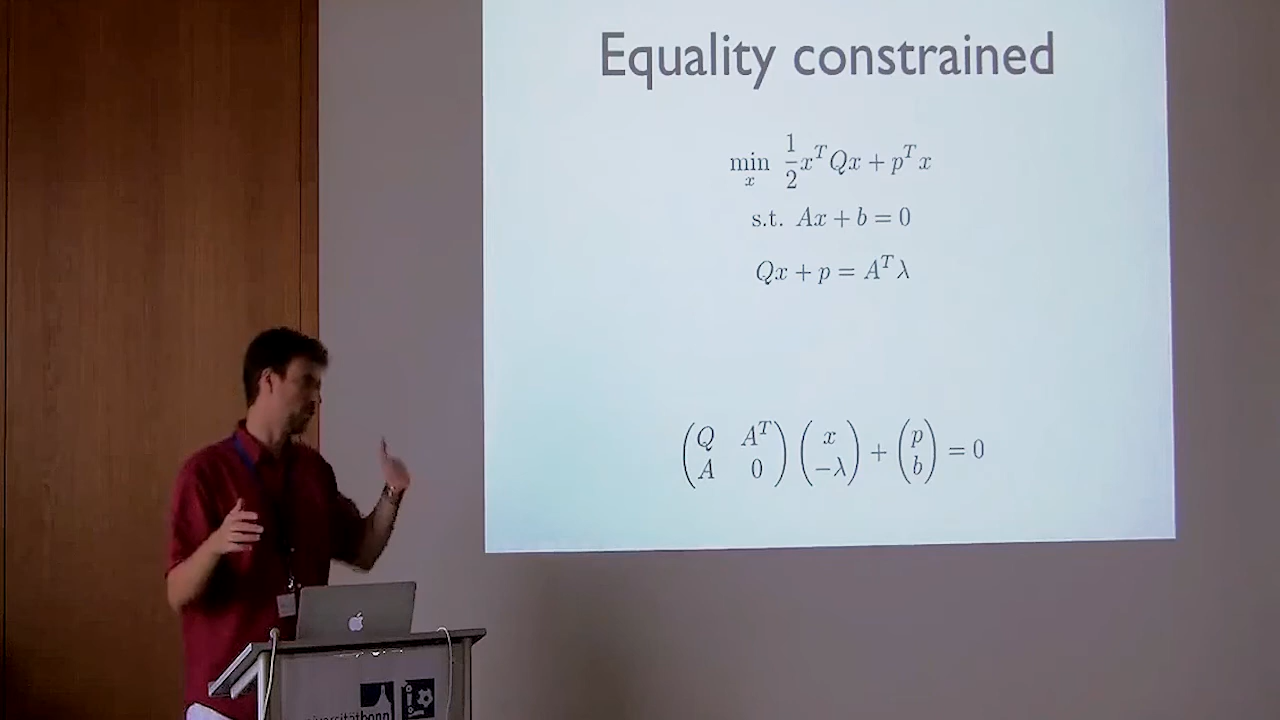 Equality constrained
min_x 1/2 x^T Qx + p^T x
s.t. Ax + b = 0
Qx + p = A^T λ
(Q A^T; A 0) (x; −λ) + (p; b) = 0